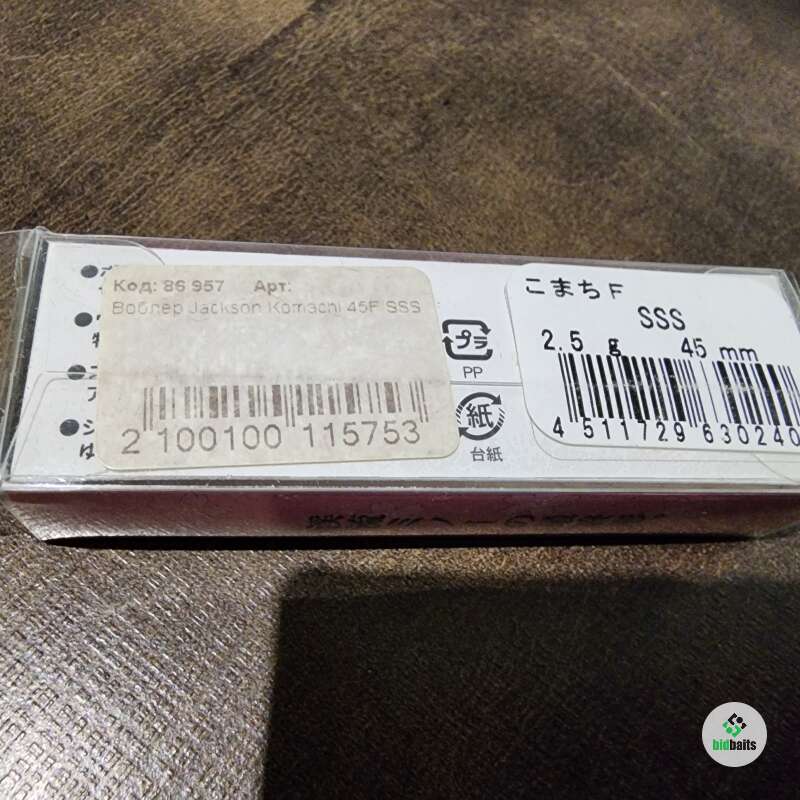 Код: 86 957 Арт:
Воблер Jackson Komachi 45F SSS
2 100100 115753
プラ
PP
紙
台紙
こまちF
SSS
2.5 g 45 mm
4 511729 630240
bidbaits